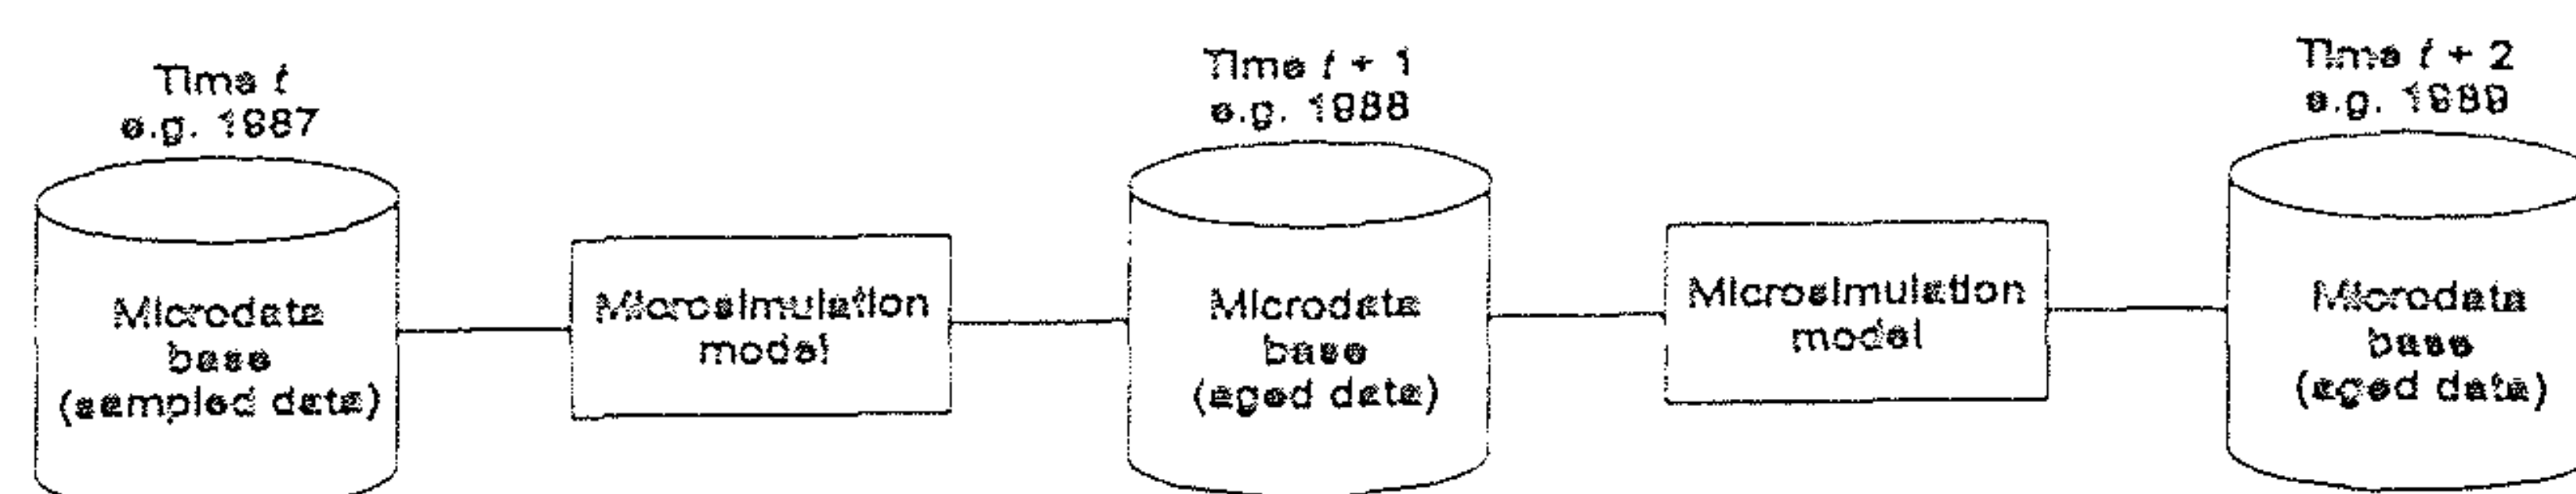 Time t
e.g. 1987
Microdata
base
(sampled data)
Microsimulation
model
Time t + 1
e.g. 1988
Microdata
base
(aged data)
Microsimulation
model
Time t + 2
e.g. 1989
Microdata
base
(aged data)